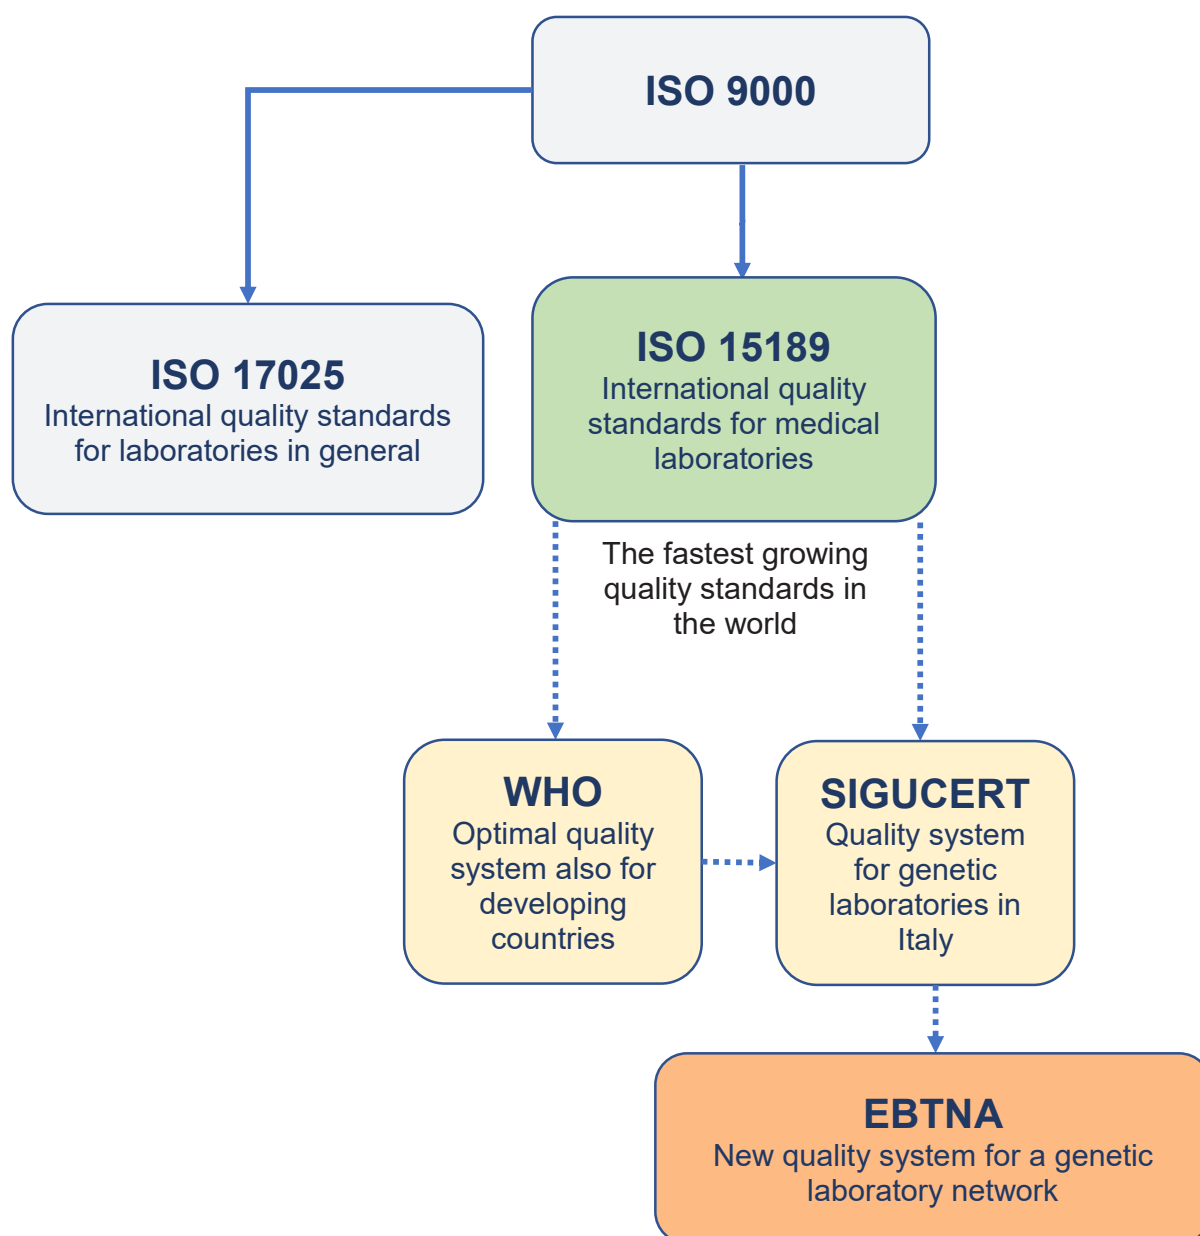 ISO 9000
ISO 17025
International quality standards
for laboratories in general
ISO 15189
International quality
standards for medical
laboratories
The fastest growing
quality standards in
the world
WHO
Optimal quality
system also for
developing
countries
SIGUCERT
Quality system
for genetic
laboratories in
Italy
EBTNA
New quality system for a genetic
laboratory network